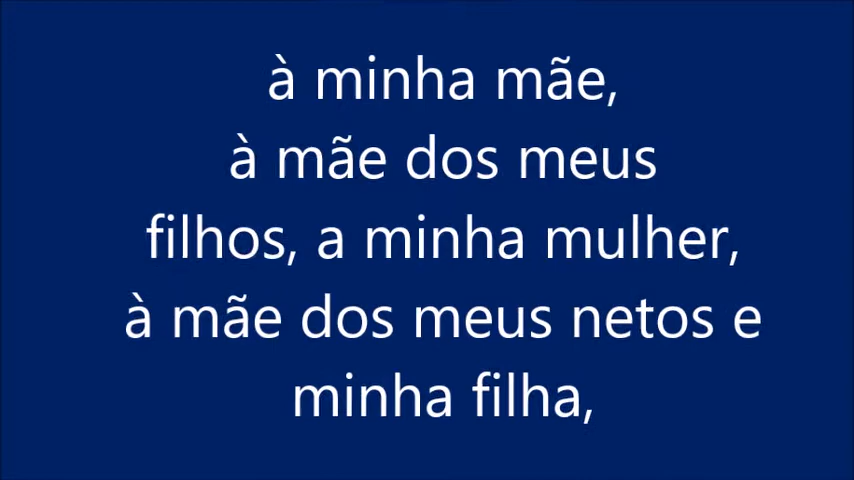 à minha mãe,
à mãe dos meus
filhos, a minha mulher,
à mãe dos meus netos e
minha filha,